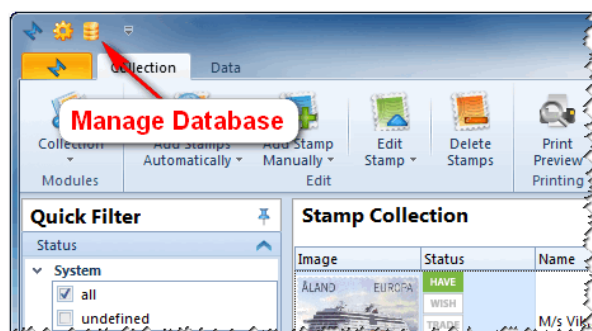 Collection Data
Manage Database
Collection Add Stamps Automatically Add Stamp Manually Edit Stamp Delete Stamps Print Preview
Modules Edit Printing
Quick Filter
Stamp Collection
Status
Image Status Name
System
all
undefined
ÅLAND EUROPA
HAVE
WISH
TRADE
M/s Vik